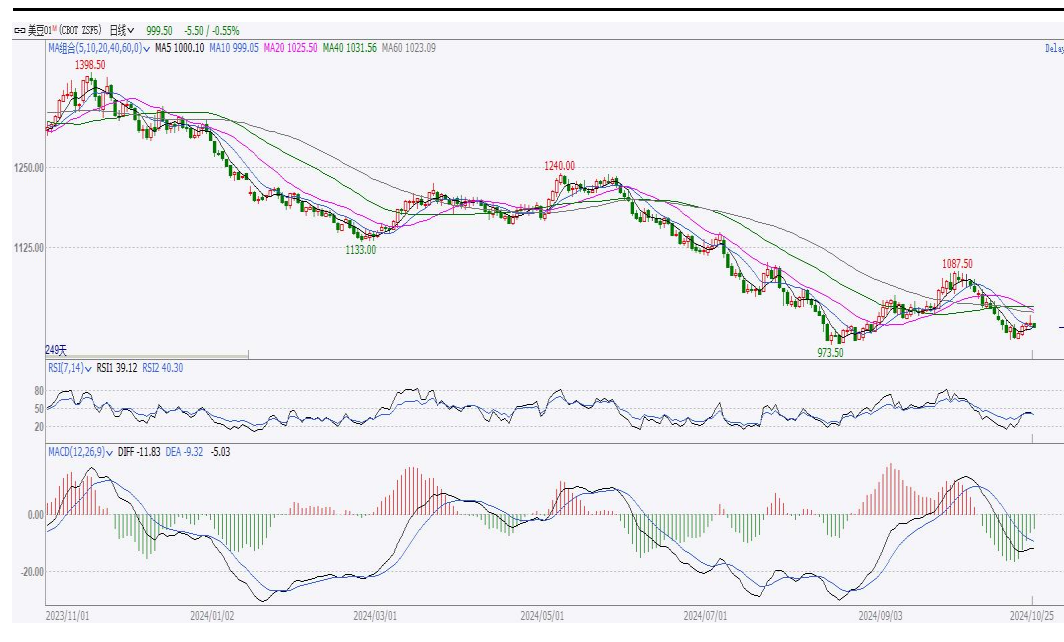 美豆01M (CBOT ZSF5) 日线 999.50 -5.50 / -0.55%
MA组合(5,10,20,40,60,0) MA5 1000.10 MA10 999.05 MA20 1025.50 MA40 1031.56 MA60 1023.09
Delay
1398.50
1250.00
1240.00
1125.00
1133.00
1087.50
973.50
249天
RSI(7,14) RSI1 39.12 RSI2 40.30
80
50
20
MACD(12,26,9) DIFF -11.83 DEA -9.32 -5.03
0.00
-20.00
2023/11/01 2024/01/02 2024/03/01 2024/05/01 2024/07/01 2024/09/03 2024/10/25